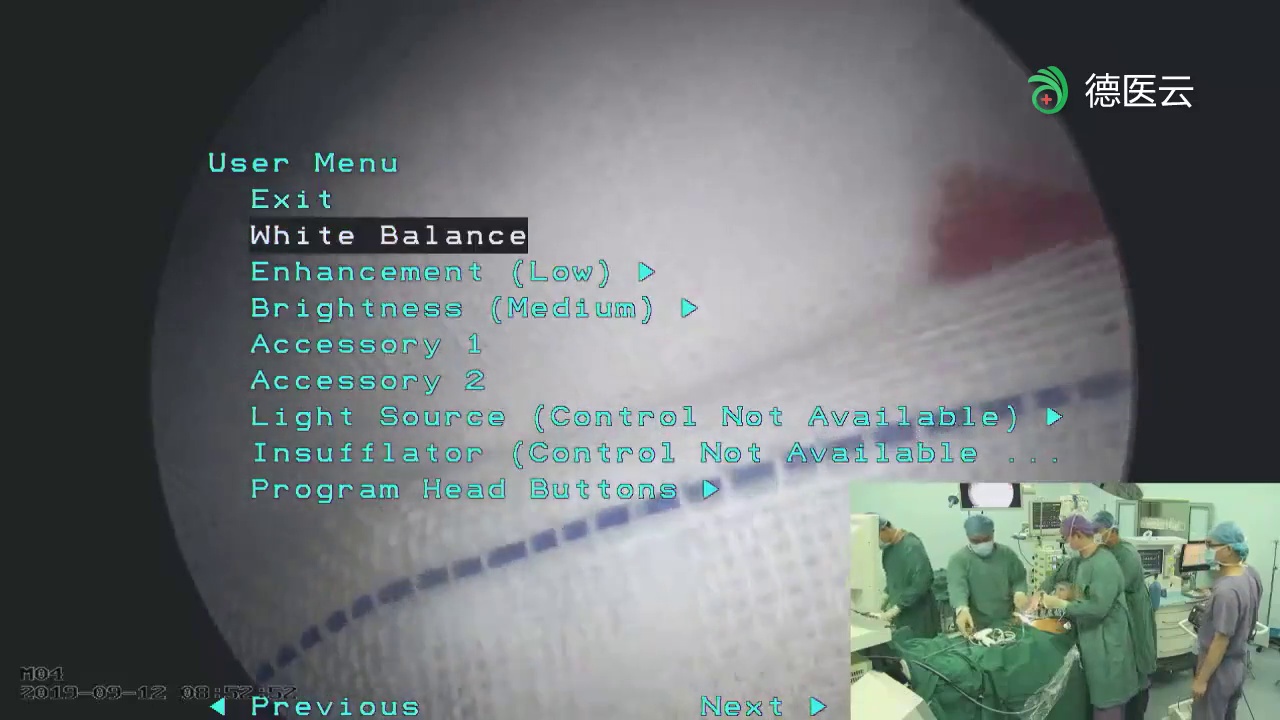 德医云
User Menu
Exit
White Balance
Enhancement (Low) ▶
Brightness (Medium) ▶
Accessory 1
Accessory 2
Light Source (Control Not Available) ▶
Insufflator (Control Not Available ...
Program Head Buttons ▶
M04
2019-09-12 08:52:52
◀ Previous
Next ▶